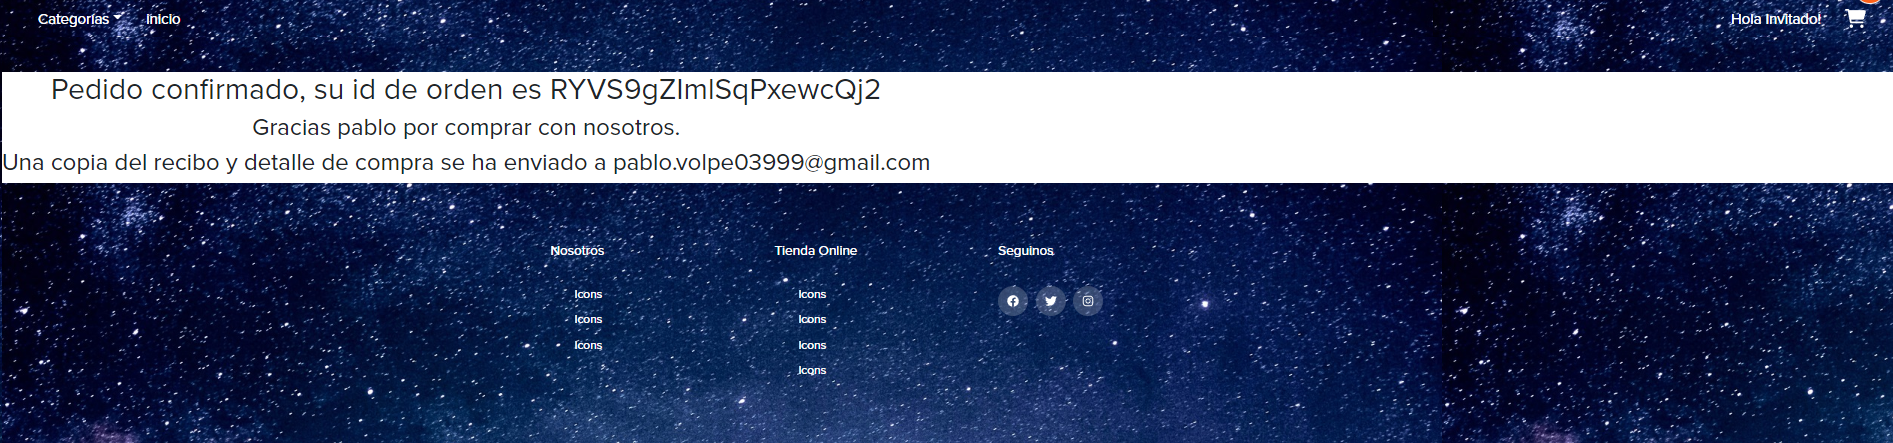 Categorías Inicio Hola Invitado!
Pedido confirmado, su id de orden es RYVS9gZImlSqPxewcQj2
Gracias pablo por comprar con nosotros.
Una copia del recibo y detalle de compra se ha enviado a pablo.volpe03999@gmail.com
Nosotros Tienda Online Seguinos
Icons Icons
Icons Icons
Icons Icons
Icons